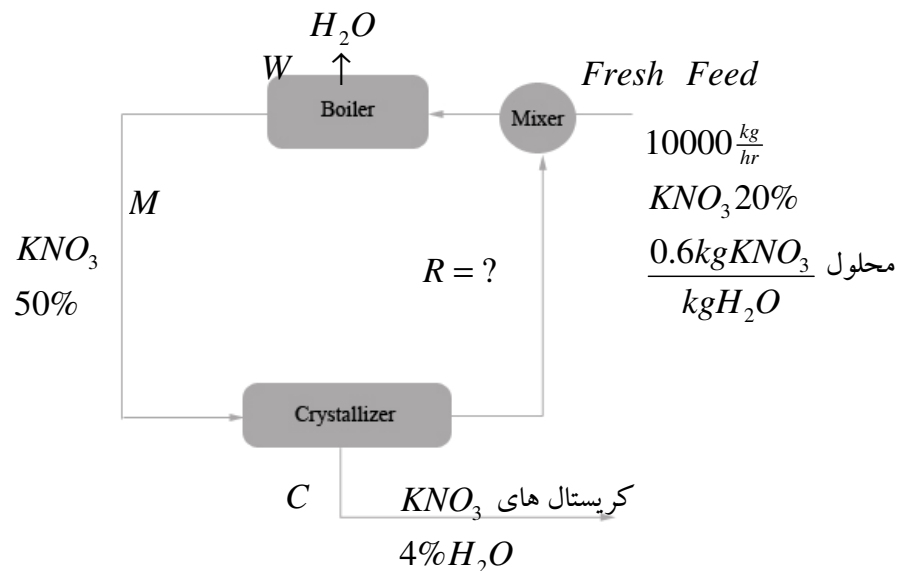 H₂O
W
Boiler
Mixer
Fresh Feed
10000 kg/hr
KNO₃ 20%
محلول 0.6kgKNO₃/kgH₂O
M
KNO₃
50%
R = ?
Crystallizer
C
کریستال های KNO₃
4%H₂O